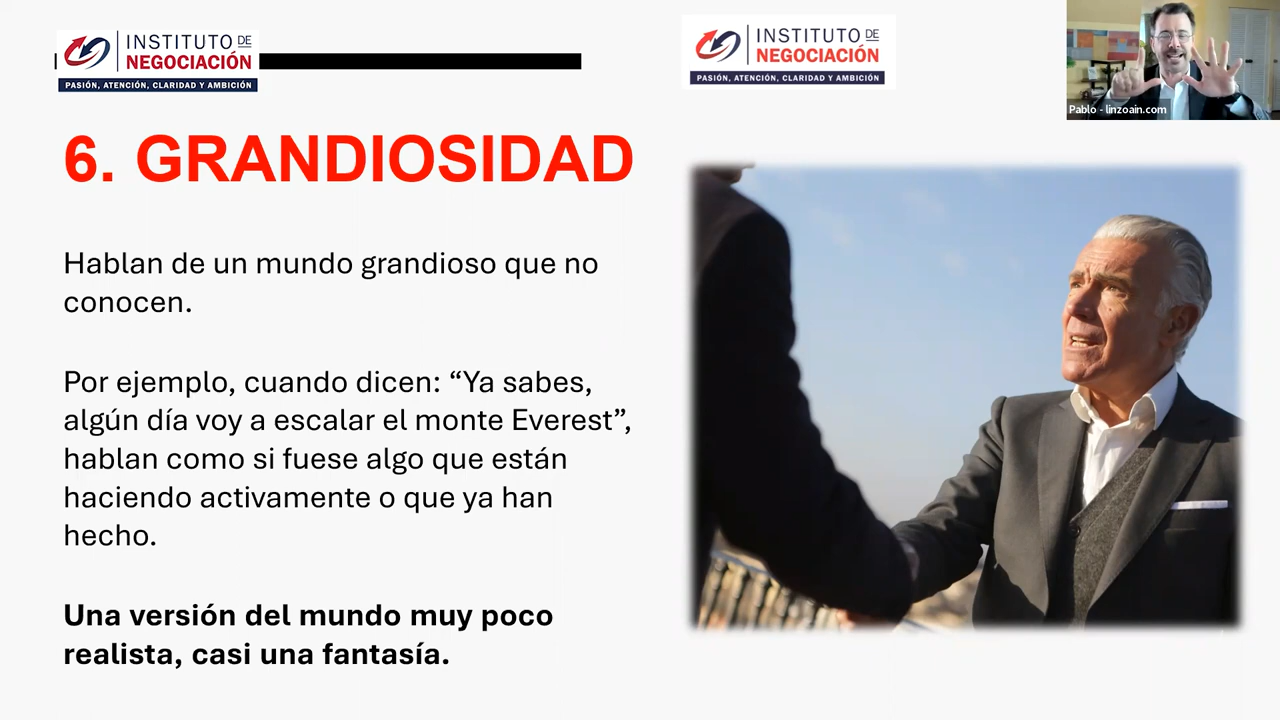 INSTITUTO DE
NEGOCIACIÓN
PASIÓN, ATENCIÓN, CLARIDAD Y AMBICIÓN
INSTITUTO DE
NEGOCIACIÓN
PASIÓN, ATENCIÓN, CLARIDAD Y AMBICIÓN
Pablo - linzoain.com
6. GRANDIOSIDAD
Hablan de un mundo grandioso que no
conocen.
Por ejemplo, cuando dicen: “Ya sabes,
algún día voy a escalar el monte Everest”,
hablan como si fuese algo que están
haciendo activamente o que ya han
hecho.
Una versión del mundo muy poco
realista, casi una fantasía.